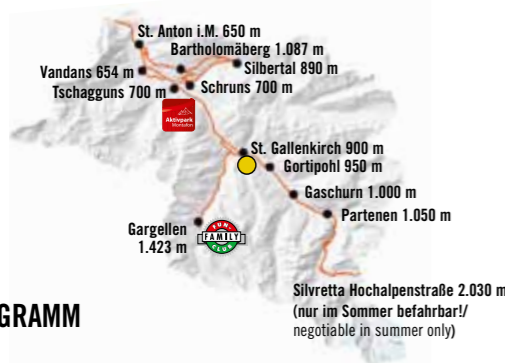 St. Anton i.M. 650 m
Bartholomäberg 1.087 m
Silbertal 890 m
Vandans 654 m
Schruns 700 m
Tschagguns 700 m
Aktivpark
Montafon
St. Gallenkirch 900 m
Gortipohl 950 m
Gaschurn 1.000 m
Partenen 1.050 m
Gargellen
1.423 m
FUN-
FAMILY
CLUB
Silvretta Hochalpenstraße 2.030 m
(nur im Sommer befahrbar!/
negotiable in summer only)
GRAMM